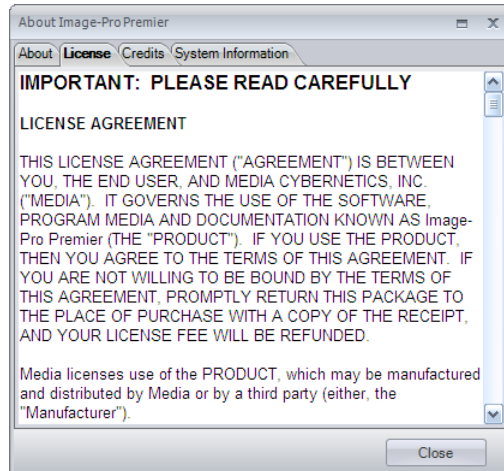 About Image-Pro Premier
About License Credits System Information
IMPORTANT: PLEASE READ CAREFULLY
LICENSE AGREEMENT
THIS LICENSE AGREEMENT ("AGREEMENT") IS BETWEEN
YOU, THE END USER, AND MEDIA CYBERNETICS, INC.
("MEDIA"). IT GOVERNS THE USE OF THE SOFTWARE,
PROGRAM MEDIA AND DOCUMENTATION KNOWN AS Image-
Pro Premier (THE "PRODUCT"). IF YOU USE THE PRODUCT,
THEN YOU AGREE TO THE TERMS OF THIS AGREEMENT. IF
YOU ARE NOT WILLING TO BE BOUND BY THE TERMS OF
THIS AGREEMENT, PROMPTLY RETURN THIS PACKAGE TO
THE PLACE OF PURCHASE WITH A COPY OF THE RECEIPT,
AND YOUR LICENSE FEE WILL BE REFUNDED.
Media licenses use of the PRODUCT, which may be manufactured
and distributed by Media or by a third party (either, the
"Manufacturer").
Close